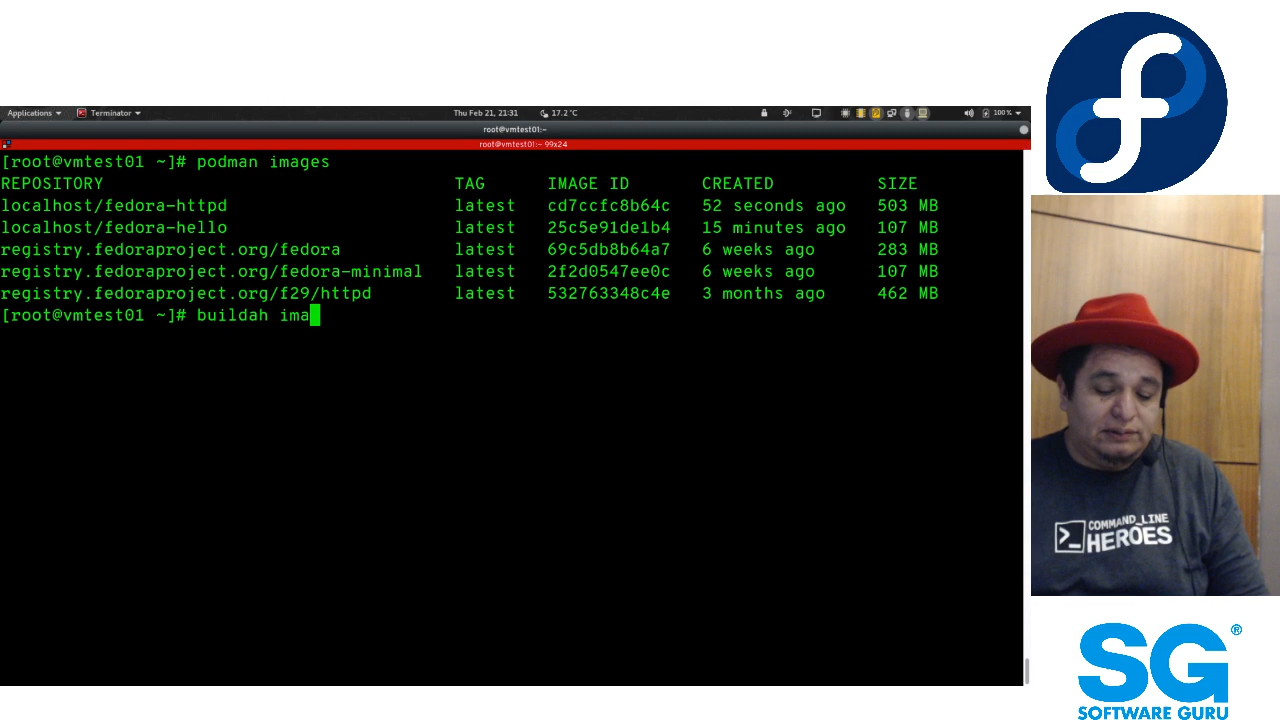 Applications Terminator Thu Feb 21, 21:31 17.2°C 100%
root@vmtest01:~
root@vmtest01:~ 99x24
[root@vmtest01 ~]# podman images
REPOSITORY TAG IMAGE ID CREATED SIZE
localhost/fedora-httpd latest cd7ccfc8b64c 52 seconds ago 503 MB
localhost/fedora-hello latest 25c5e91de1b4 15 minutes ago 107 MB
registry.fedoraproject.org/fedora latest 69c5db8b64a7 6 weeks ago 283 MB
registry.fedoraproject.org/fedora-minimal latest 2f2d0547ee0c 6 weeks ago 107 MB
registry.fedoraproject.org/f29/httpd latest 532763348c4e 3 months ago 462 MB
[root@vmtest01 ~]# buildah ima
>_ COMMAND_LINE
HEROES
SG®
SOFTWARE GURU